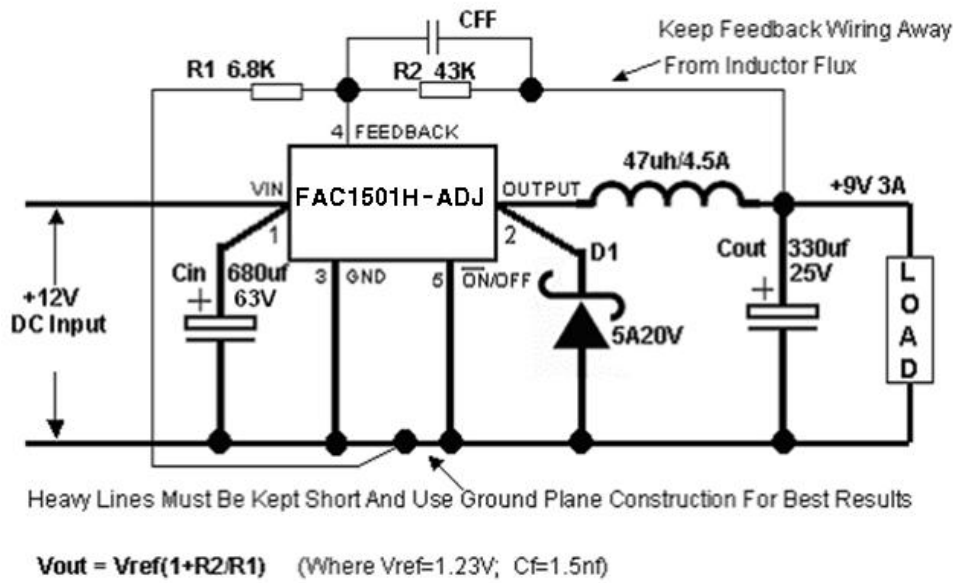 CFF
Keep Feedback Wiring Away
From Inductor Flux
R1 6.8K
R2 43K
4 FEEDBACK
47uh/4.5A
VIN
FAC1501H-ADJ
OUTPUT
+9V 3A
1
2
D1
Cin 680uf
63V
3 GND
5 ON/OFF
Cout 330uf
25V
+
+
+12V
DC Input
5A20V
LOAD
Heavy Lines Must Be Kept Short And Use Ground Plane Construction For Best Results
Vout = Vref(1+R2/R1) (Where Vref=1.23V; Cf=1.5nf)